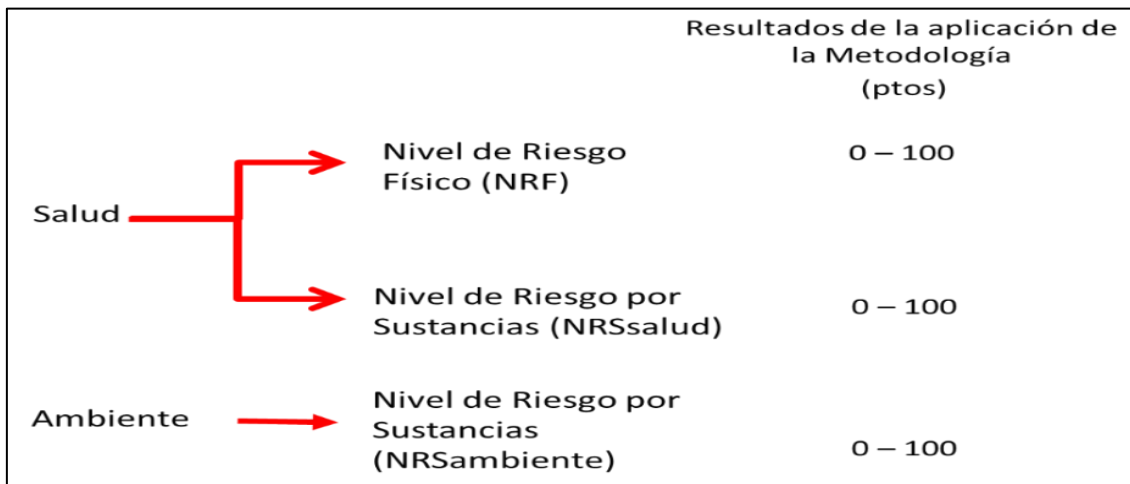 Resultados de la aplicación de
la Metodología
(ptos)
Nivel de Riesgo
Físico (NRF)
0 – 100
Salud
Nivel de Riesgo por
Sustancias (NRSsalud)
0 – 100
Ambiente
Nivel de Riesgo por
Sustancias
(NRSambiente)
0 – 100